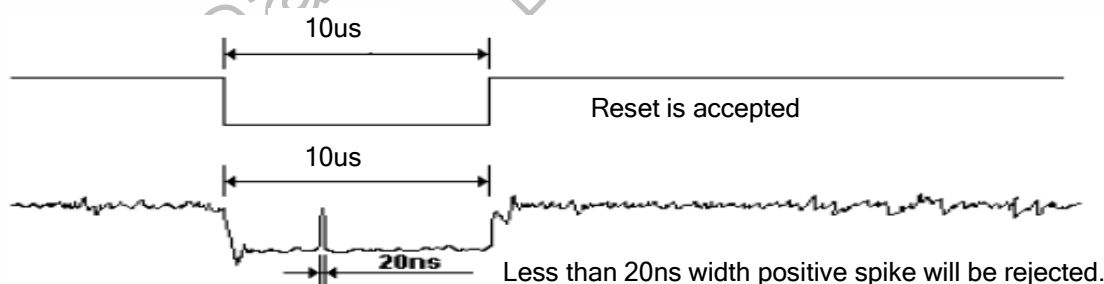 10us
Reset is accepted
10us
20ns
Less than 20ns width positive spike will be rejected.